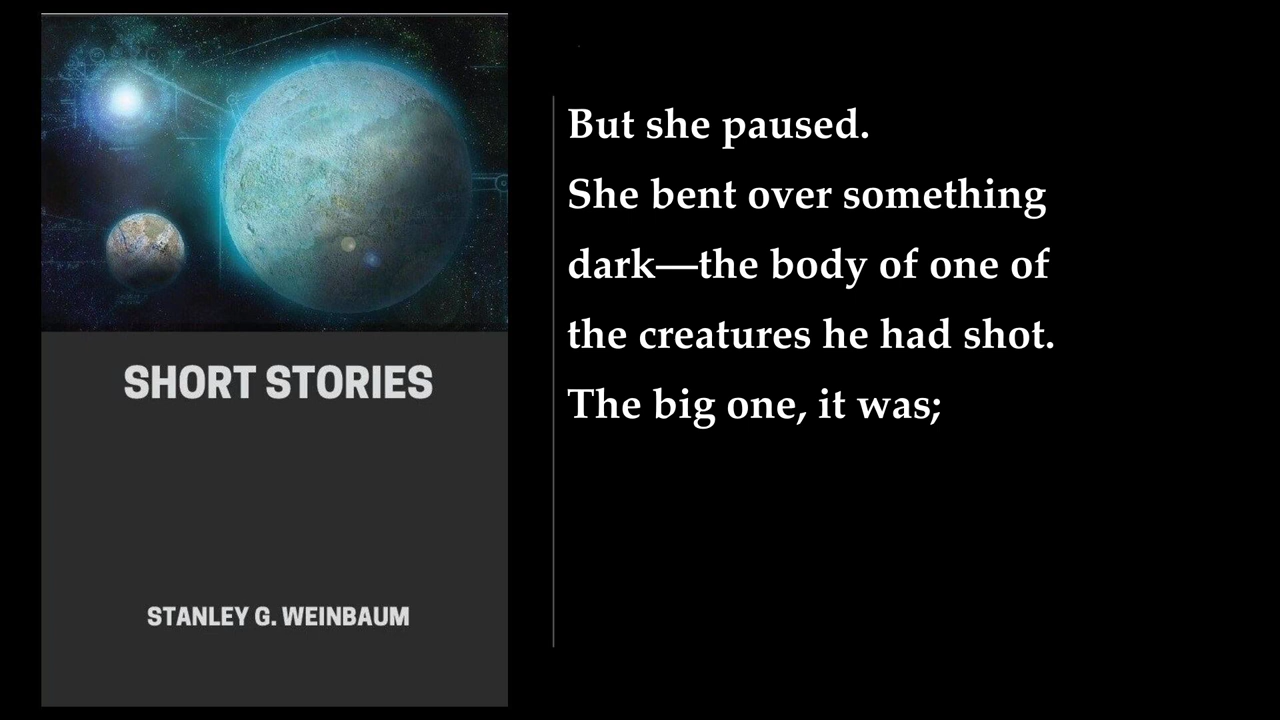 SHORT STORIES
STANLEY G. WEINBAUM
But she paused.
She bent over something
dark—the body of one of
the creatures he had shot.
The big one, it was;